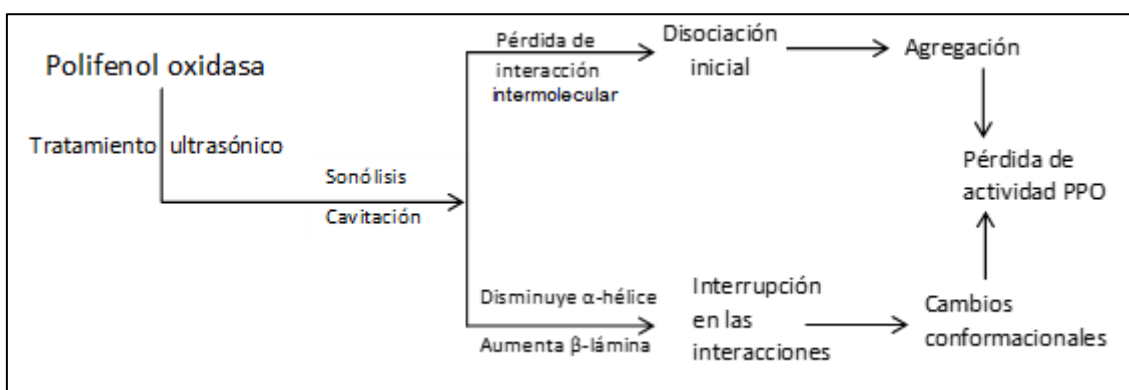 Polifenol oxidasa
Tratamiento ultrasónico
Sonólisis
Cavitación
Pérdida de
interacción
intermolecular
Disociación
inicial
Agregación
Pérdida de
actividad PPO
Disminuye α-hélice
Aumenta β-lámina
Interrupción
en las
interacciones
Cambios
conformacionales